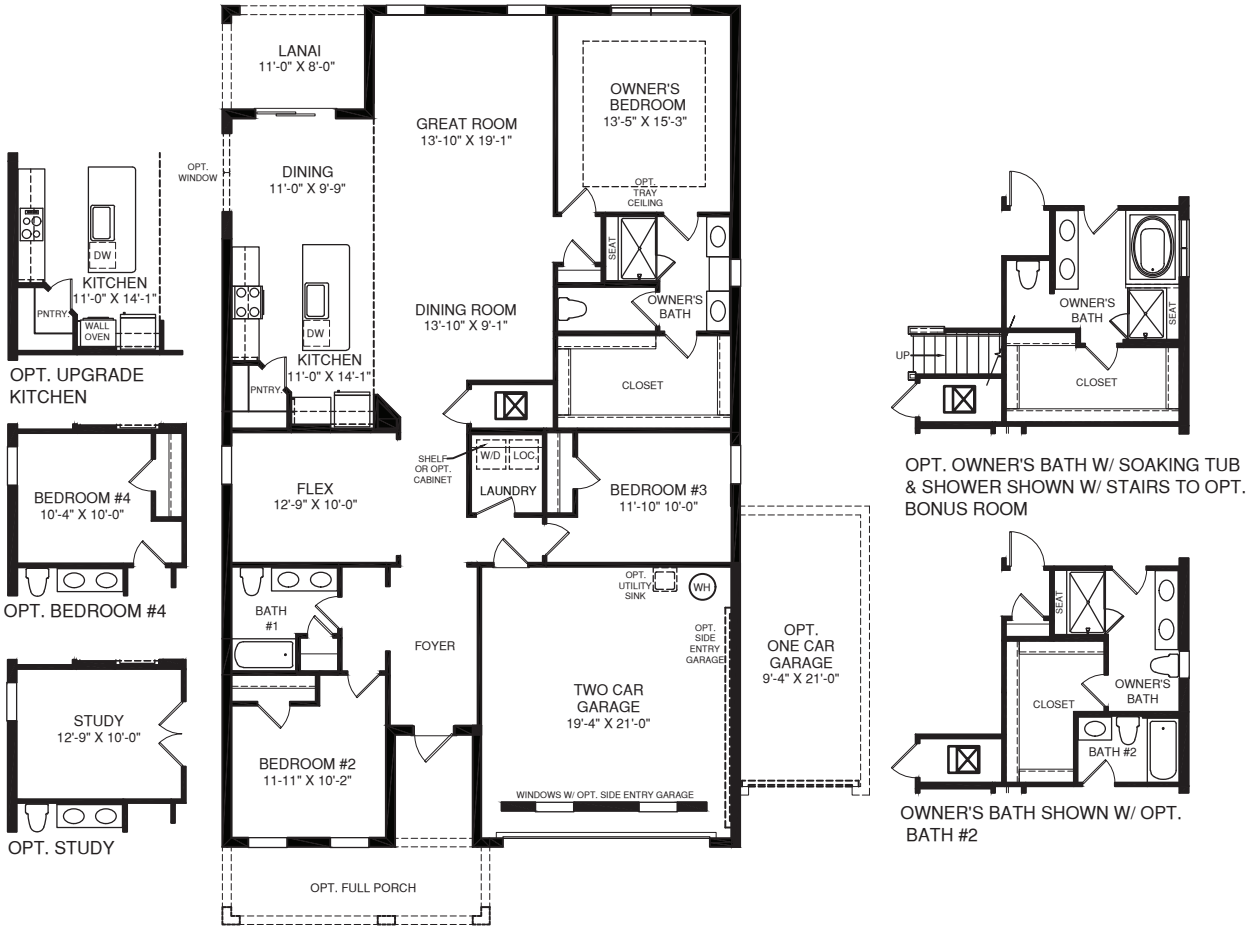 LANAI
11'-0" X 8'-0"
OWNER'S
BEDROOM
13'-5" X 15'-3"
GREAT ROOM
13'-10" X 19'-1"
OPT.
WINDOW
DINING
11'-0" X 9'-9"
OPT.
TRAY
CEILING
SEAT
DW
KITCHEN
11'-0" X 14'-1"
PNTRY.
DINING ROOM
13'-10" X 9'-1"
OWNER'S
BATH
CLOSET
SHELF
OR OPT.
CABINET
W/D
LOC.
LAUNDRY
FLEX
12'-9" X 10'-0"
BEDROOM #3
11'-10" 10'-0"
BATH
#1
FOYER
OPT.
UTILITY
SINK
WH
OPT.
SIDE
ENTRY
GARAGE
OPT.
ONE CAR
GARAGE
9'-4" X 21'-0"
TWO CAR
GARAGE
19'-4" X 21'-0"
BEDROOM #2
11'-11" X 10'-2"
WINDOWS W/ OPT. SIDE ENTRY GARAGE
OPT. FULL PORCH
DW
KITCHEN
11'-0" X 14'-1"
PNTRY.
WALL
OVEN
OPT. UPGRADE
KITCHEN
BEDROOM #4
10'-4" X 10'-0"
OPT. BEDROOM #4
STUDY
12'-9" X 10'-0"
OPT. STUDY
OWNER'S
BATH
SEAT
UP
CLOSET
OPT. OWNER'S BATH W/ SOAKING TUB
& SHOWER SHOWN W/ STAIRS TO OPT.
BONUS ROOM
SEAT
OWNER'S
BATH
CLOSET
BATH #2
OWNER'S BATH SHOWN W/ OPT.
BATH #2